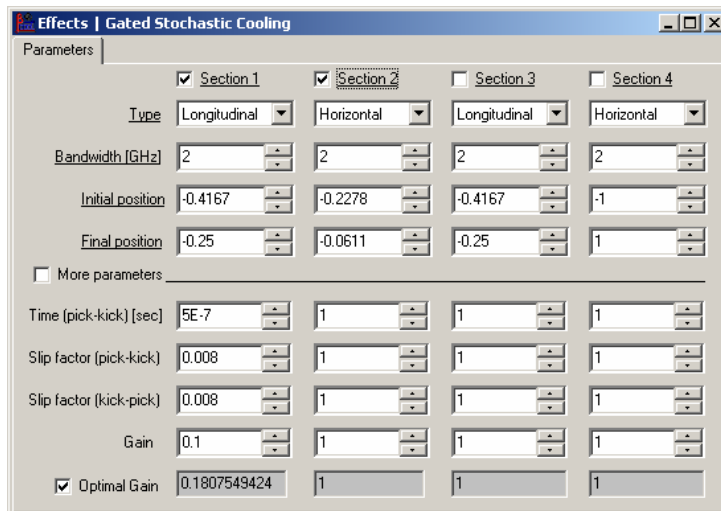 Effects | Gated Stochastic Cooling
Parameters
Section 1 Section 2 Section 3 Section 4
Type Longitudinal Horizontal Longitudinal Horizontal
Bandwidth [GHz] 2 2 2 2
Initial position -0.4167 -0.2278 -0.4167 -1
Final position -0.25 -0.0611 -0.25 1
More parameters
Time (pick-kick) [sec] 5E-7 1 1 1
Slip factor (pick-kick) 0.008 1 1 1
Slip factor (kick-pick) 0.008 1 1 1
Gain 0.1 1 1 1
Optimal Gain 0.1807549424 1 1 1